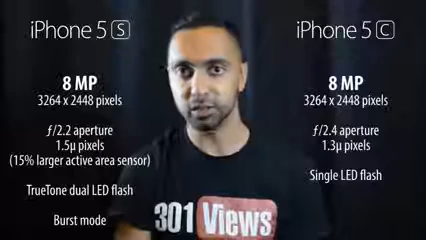 iPhone 5 S
8 MP
3264 x 2448 pixels
ƒ/2.2 aperture
1.5µ pixels
(15% larger active area sensor)
TrueTone dual LED flash
Burst mode
iPhone 5 C
8 MP
3264 x 2448 pixels
ƒ/2.4 aperture
1.3µ pixels
Single LED flash
301 Views